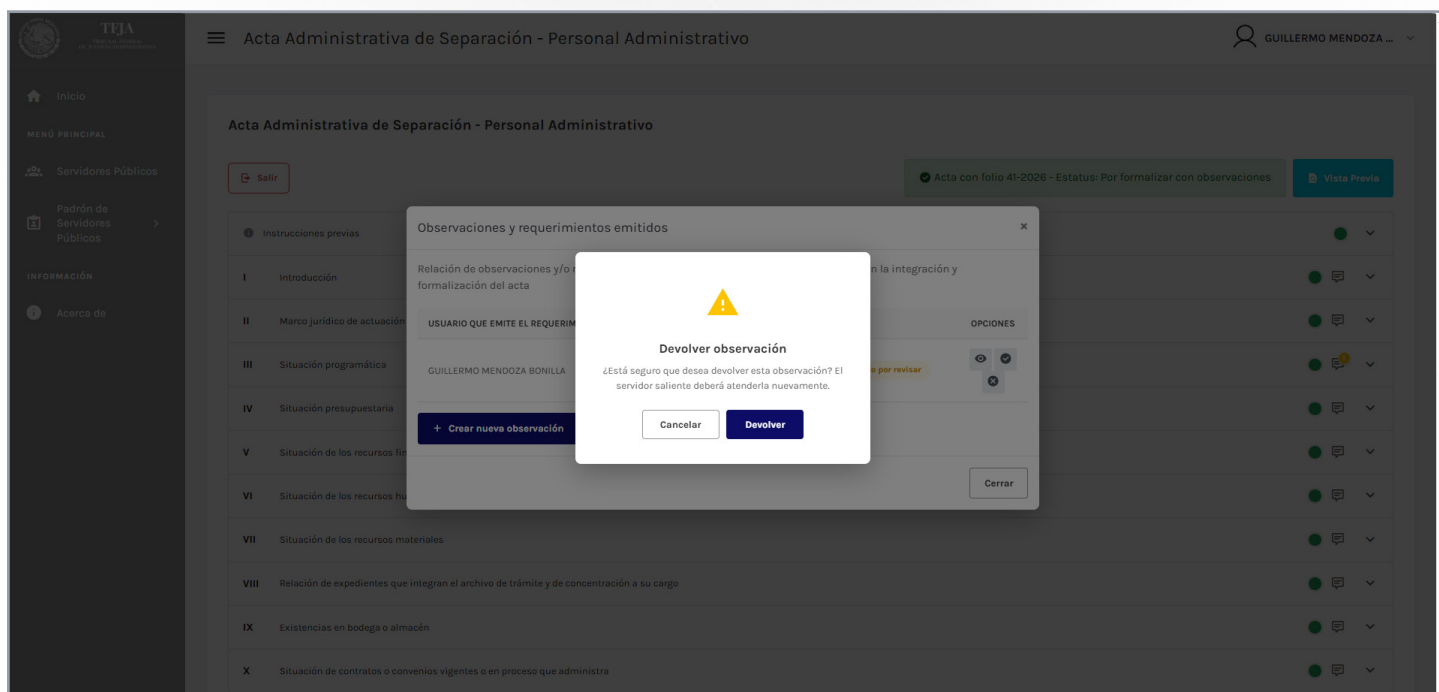 TFJA
Acta Administrativa de Separación - Personal Administrativo
GUILLERMO MENDOZA ...
Inicio
MENÚ PRINCIPAL
Servidores Públicos
Padrón de
Servidores
Públicos
INFORMACIÓN
Acerca de
Acta Administrativa de Separación - Personal Administrativo
Salir
Acta con folio 41-2026 - Estatus: Por formalizar con observaciones
Vista Previa
Instrucciones previas
I Introducción
II Marco jurídico de actuación
III Situación programática
1
IV Situación presupuestaria
V Situación de los recursos
VI Situación de los recursos
VII Situación de los recursos materiales
VIII Relación de expedientes que integran el archivo de trámite y de concentración a su cargo
IX Existencias en bodega o almacén
X Situación de contratos o convenios vigentes o en proceso que administra
Observaciones y requerimientos emitidos ×
Relación de observaciones y/o
la integración y
formalización del acta
USUARIO QUE EMITE EL
OPCIONES
GUILLERMO MENDOZA BONILLA
por revisar
+ Crear nueva observación
Cerrar
Devolver observación
¿Está seguro que desea devolver esta observación? El
servidor saliente deberá atenderla nuevamente.
Cancelar
Devolver